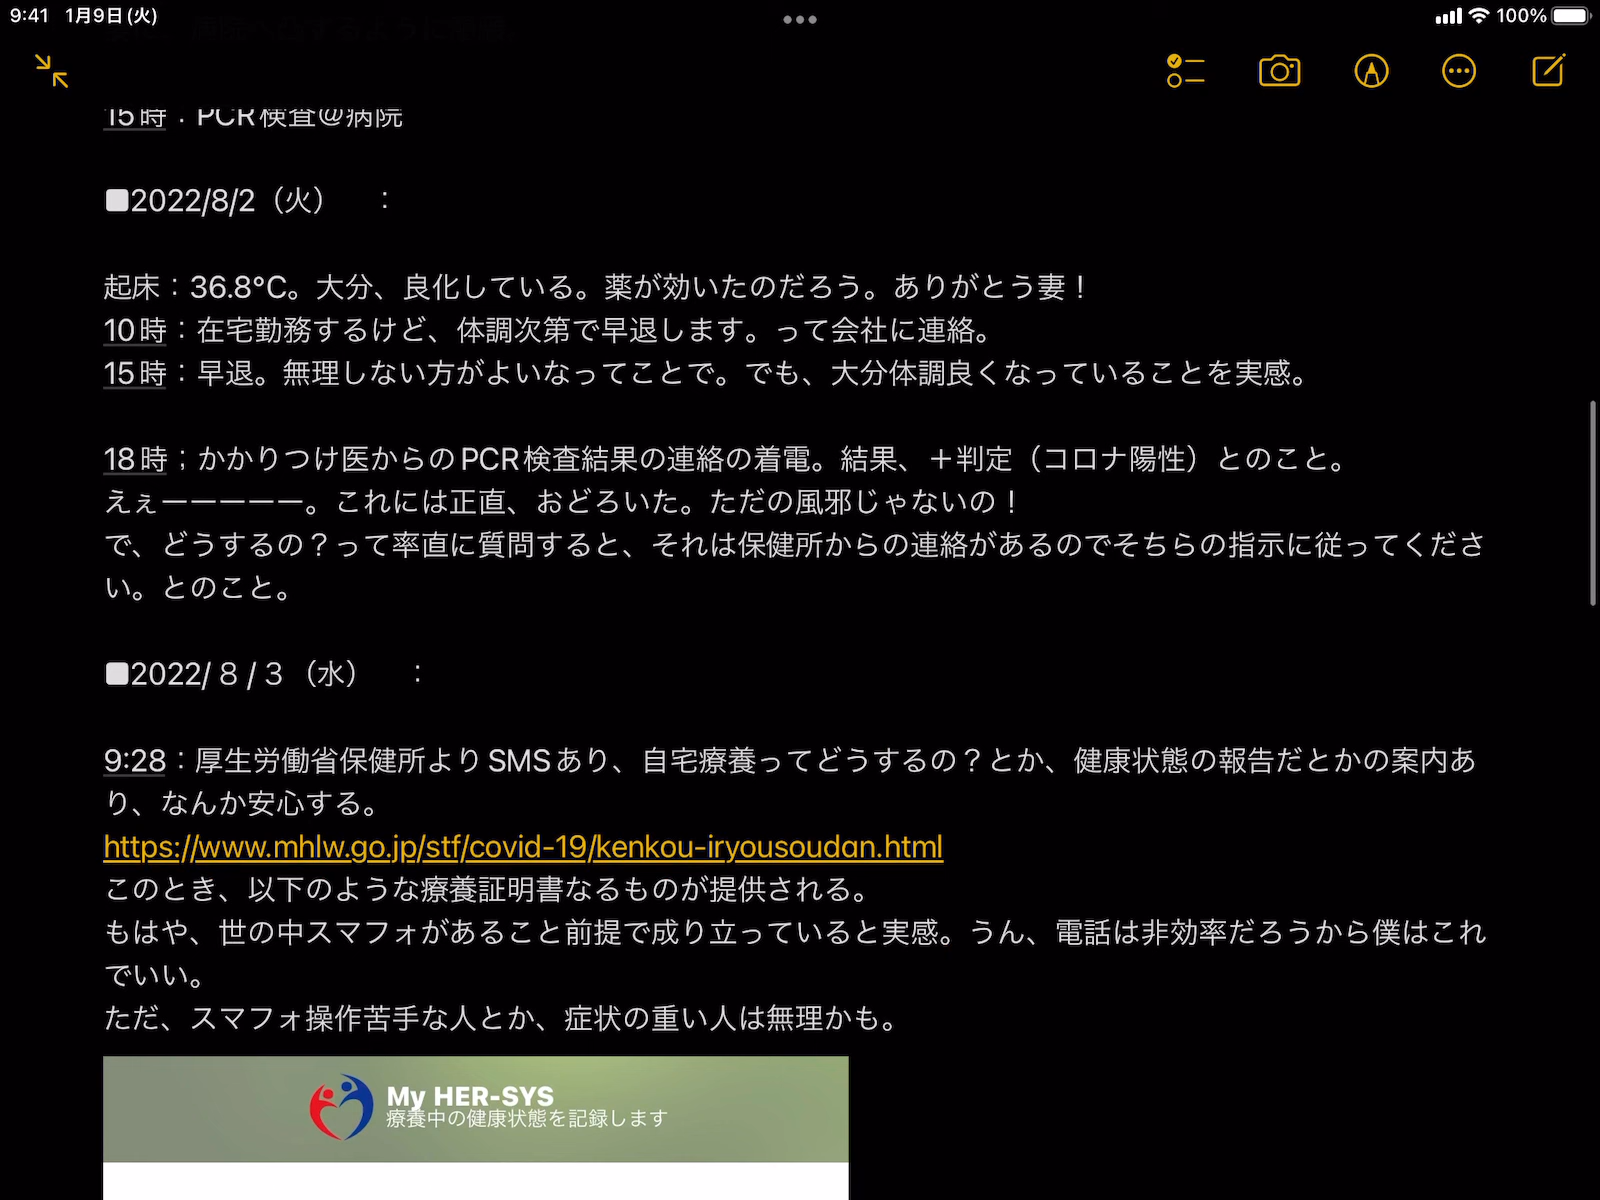 9:41 1月9日(火)
100%
15時：PCR検査@病院
■2022/8/2（火）　：
起床：36.8°C。大分、良化している。薬が効いたのだろう。ありがとう妻！
10時：在宅勤務するけど、体調次第で早退します。って会社に連絡。
15時：早退。無理しない方がよいなってことで。でも、大分体調良くなっていることを実感。
18時；かかりつけ医からのPCR検査結果の連絡の着電。結果、＋判定（コロナ陽性）とのこと。
えぇーーーーー。これには正直、おどろいた。ただの風邪じゃないの！
で、どうするの？って率直に質問すると、それは保健所からの連絡があるのでそちらの指示に従ってくださ
い。とのこと。
■2022/８/３（水）　：
9:28：厚生労働省保健所よりSMSあり、自宅療養ってどうするの？とか、健康状態の報告だとかの案内あ
り、なんか安心する。
https://www.mhlw.go.jp/stf/covid-19/kenkou-iryousoudan.html
このとき、以下のような療養証明書なるものが提供される。
もはや、世の中スマフォがあること前提で成り立っていると実感。うん、電話は非効率だろうから僕はこれ
でいい。
ただ、スマフォ操作苦手な人とか、症状の重い人は無理かも。
My HER-SYS
療養中の健康状態を記録します